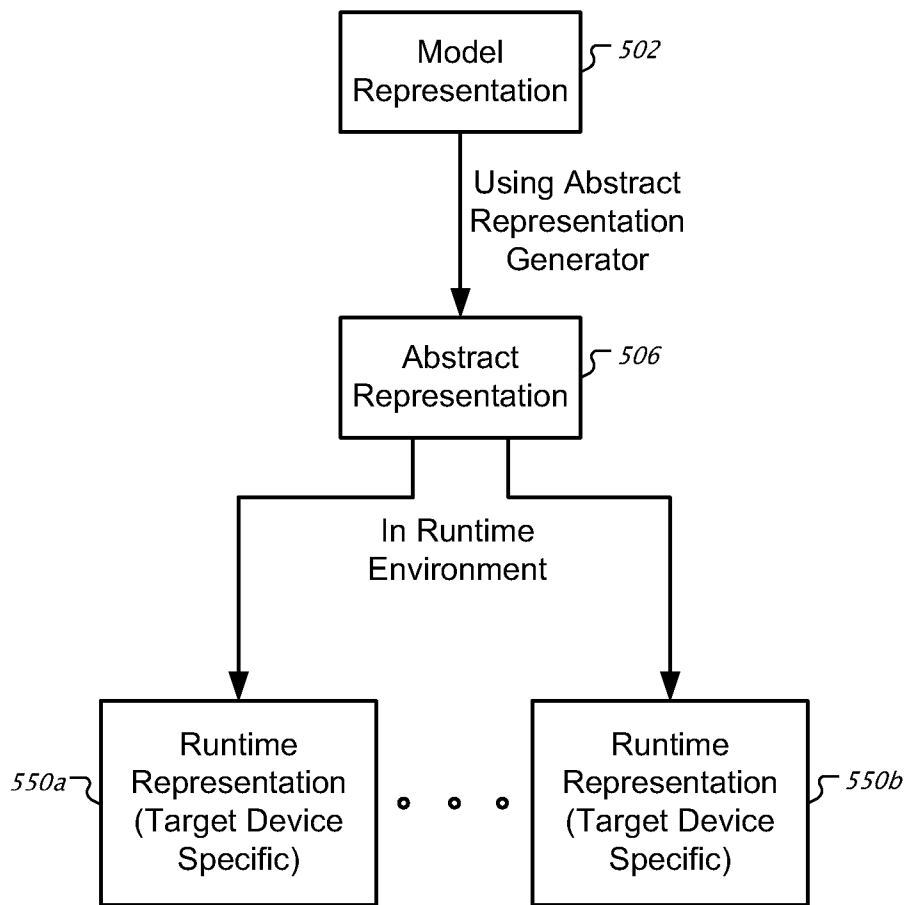 Model
Representation
502
Using Abstract
Representation
Generator
Abstract
Representation
506
In Runtime
Environment
Runtime
Representation
(Target Device
Specific)
550a
Runtime
Representation
(Target Device
Specific)
550b